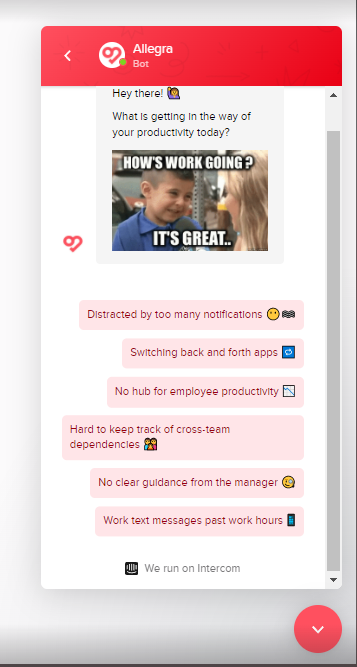 Allegra
Bot
Hey there! 🙋
What is getting in the way of
your productivity today?
HOW'S WORK GOING?
IT'S GREAT..
Distracted by too many notifications 😶🌫
Switching back and forth apps 🔁
No hub for employee productivity 📉
Hard to keep track of cross-team
dependencies 👭
No clear guidance from the manager 🧐
Work text messages past work hours 📱
We run on Intercom